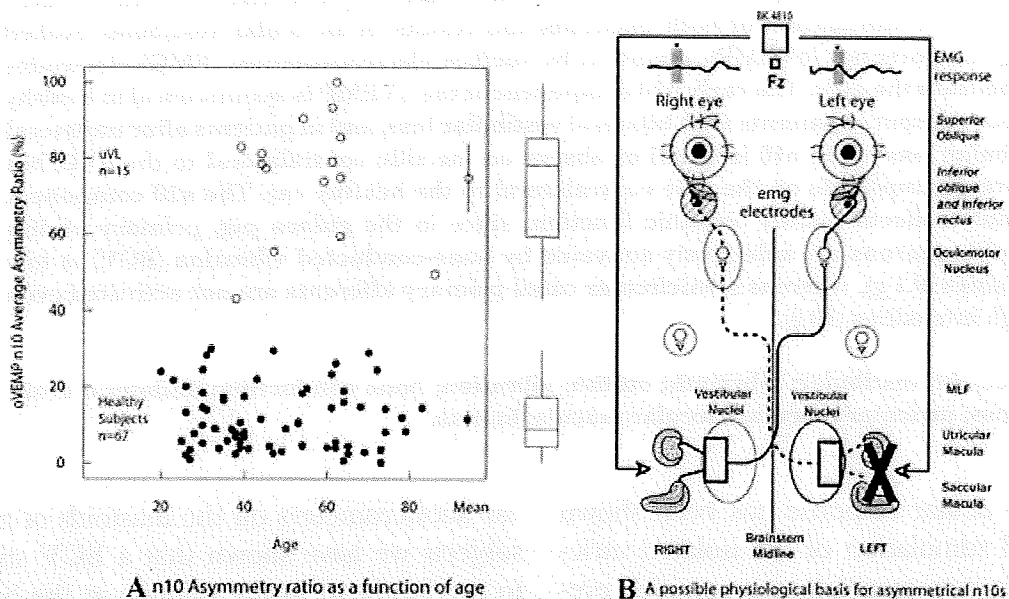 100
80
60
40
20
0
oVEMP n10 Average Asymmetry Ratio (%)
uVL
n=15
Healthy
Subjects
n=67
20 40 60 80 Mean
Age
A n10 Asymmetry ratio as a function of age
BK 4810
Fz
EMG
response
Right eye Left eye
Superior
Oblique
Inferior
oblique
and inferior
rectus
emg
electrodes
Oculomotor
Nucleus
MLF
Vestibular
Nuclei
Vestibular
Nuclei
Utricular
Macula
Saccular
Macula
RIGHT
Brainstem
Midline
LEFT
B A possible physiological basis for asymmetrical n10s